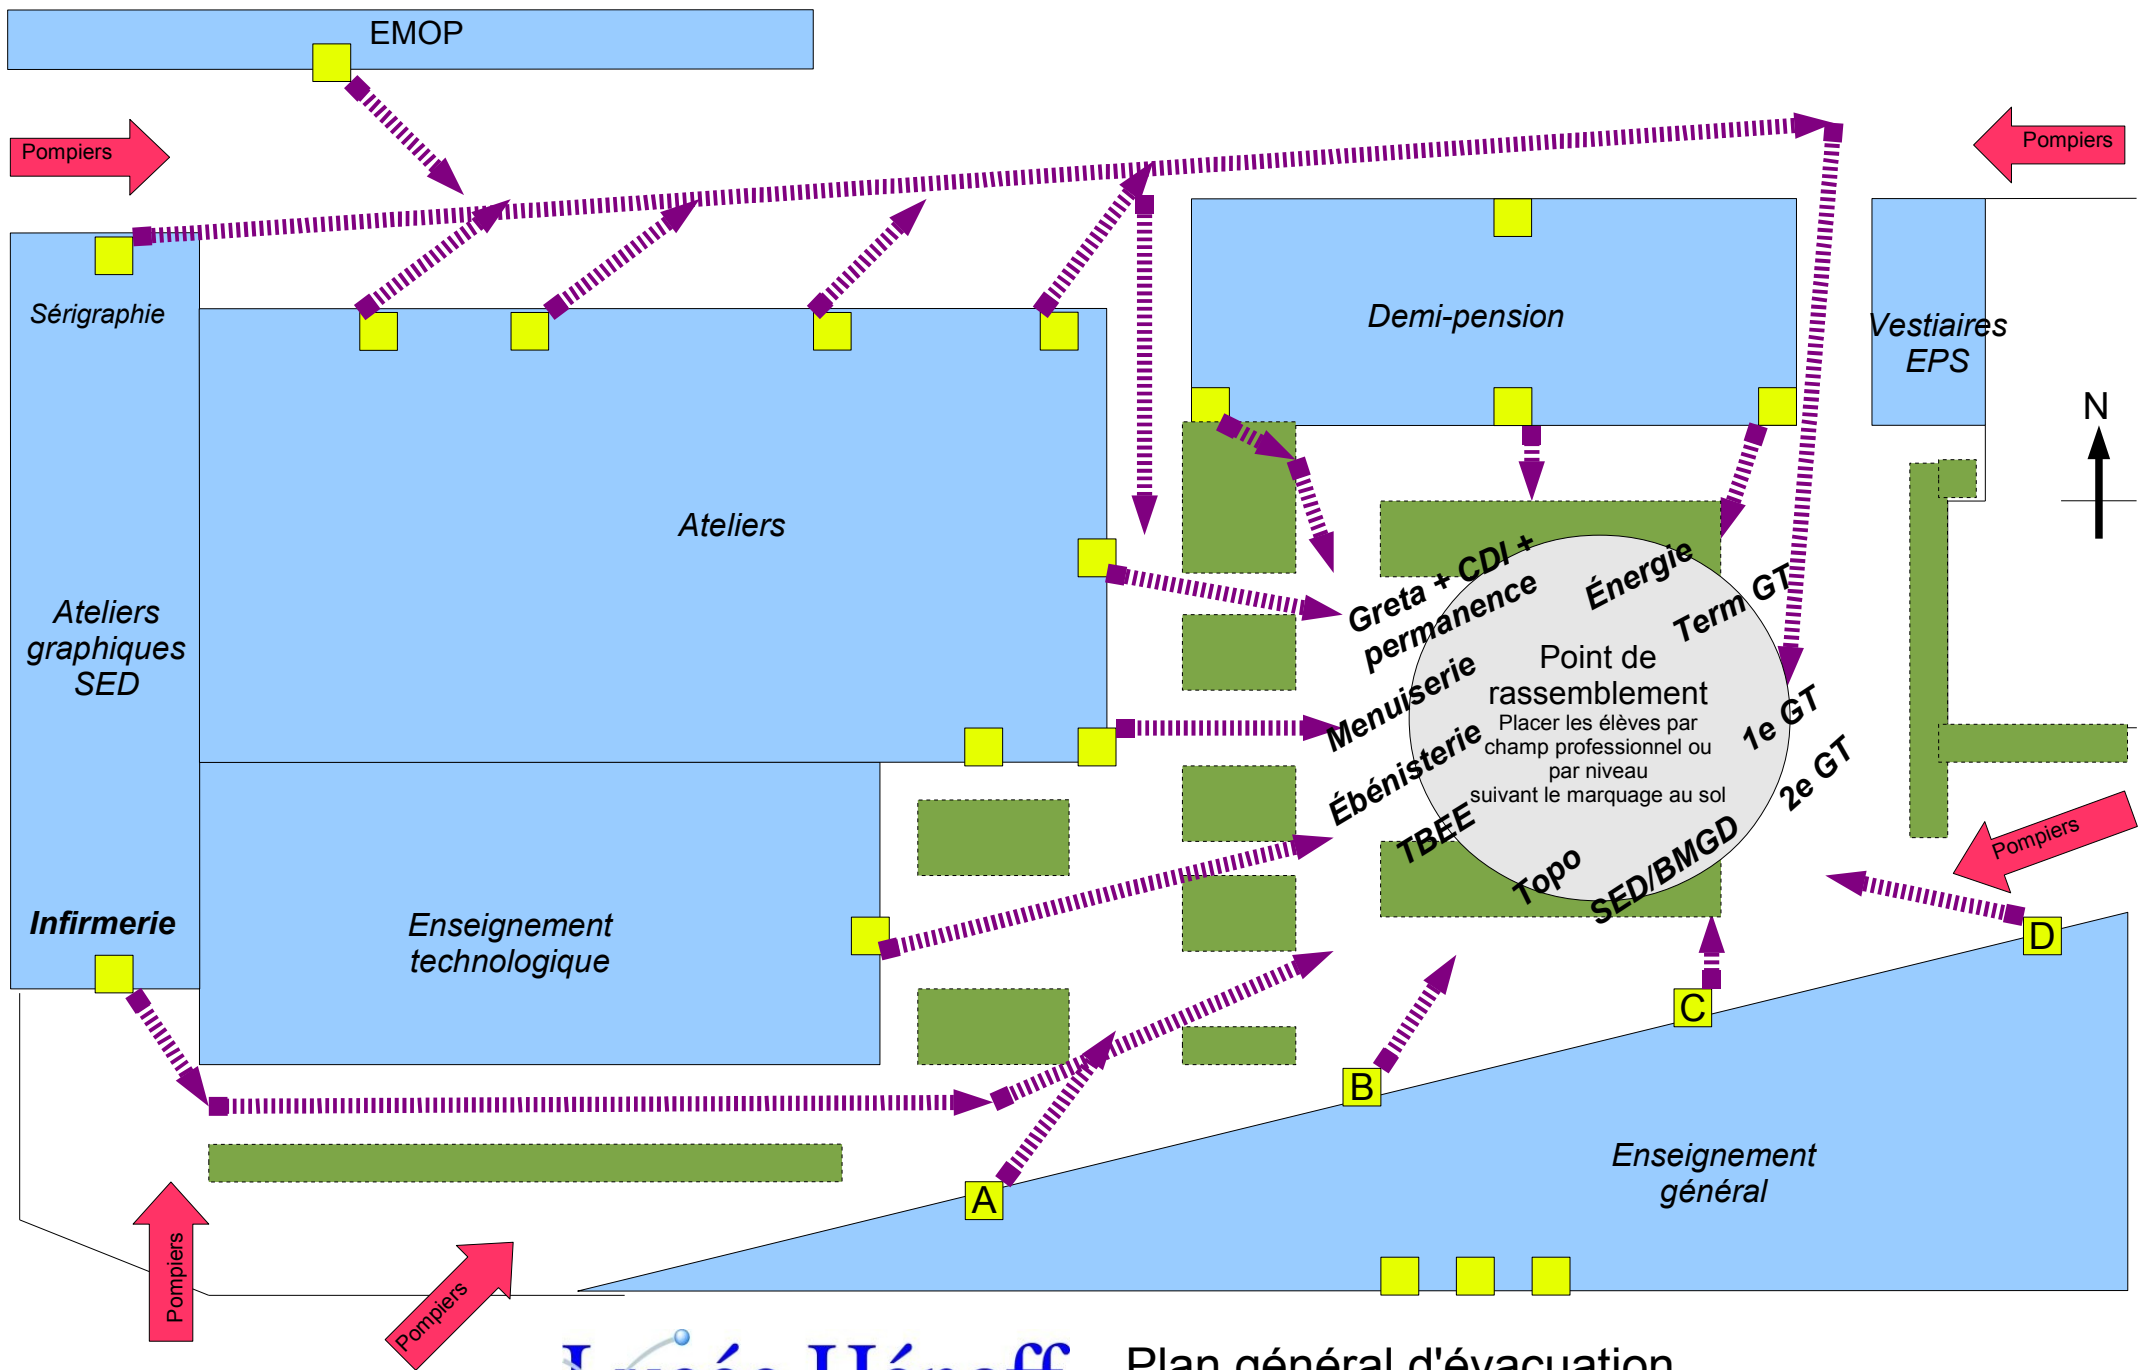 EMOP
Pompiers
Pompiers
Sérigraphie
Demi-pension
Vestiaires
EPS
N
Ateliers
Greta + CDI +
permanence
Énergie
Term GT
Ateliers
graphiques
SED
Point de
rassemblement
Placer les élèves par
champ professionnel ou
par niveau
suivant le marquage au sol
Menuiserie
1e GT
Ébénisterie
2e GT
TBEE
Topo
SED/BMGD
Pompiers
Infirmerie
Enseignement
technologique
D
C
B
A
Enseignement
général
Pompiers
Pompiers
Lycée Hénaff
Plan général d'évacuation